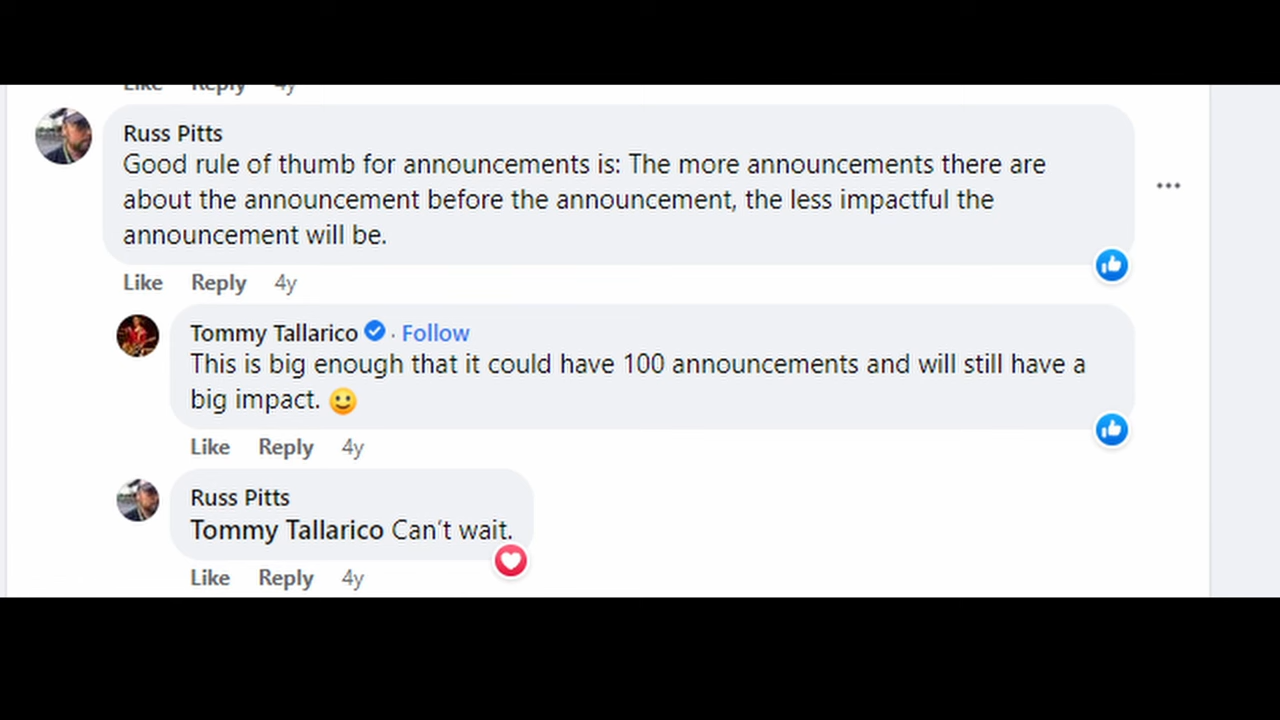 Like Reply 4y
Russ Pitts
Good rule of thumb for announcements is: The more announcements there are
about the announcement before the announcement, the less impactful the
announcement will be.
Like Reply 4y
Tommy Tallarico · Follow
This is big enough that it could have 100 announcements and will still have a
big impact. 🙂
Like Reply 4y
Russ Pitts
Tommy Tallarico Can't wait.
Like Reply 4y